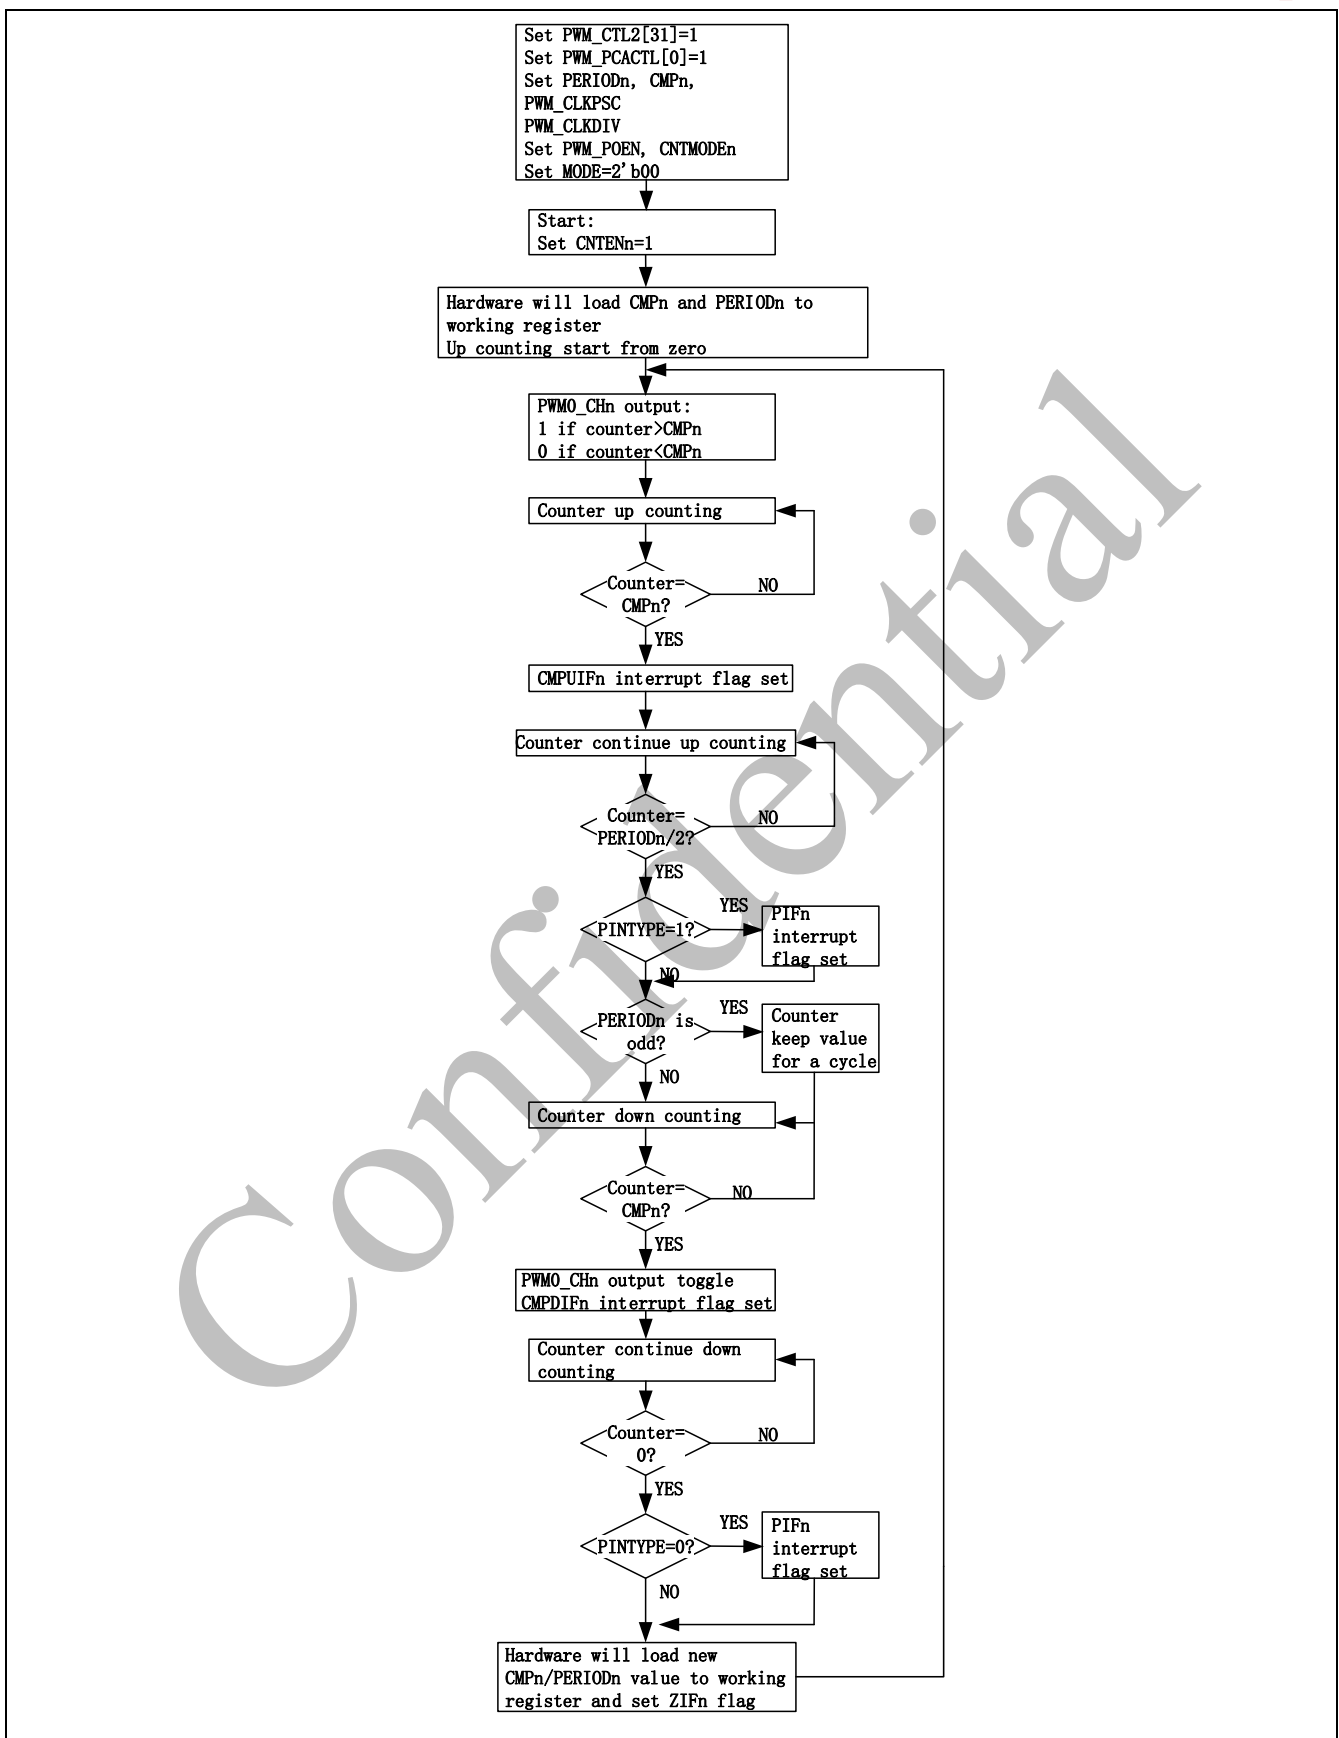 Set PWM_CTL2[31]=1
Set PWM_PCACTL[0]=1
Set PERIODn, CMPn,
PWM_CLKPSC
PWM_CLKDIV
Set PWM_POEN, CNTMODEn
Set MODE=2'b00
Start:
Set CNTENn=1
Hardware will load CMPn and PERIODn to
working register
Up counting start from zero
PWM0_CHn output:
1 if counter>CMPn
0 if counter<CMPn
Counter up counting
Counter=
CMPn?
NO
YES
CMPUIFn interrupt flag set
Counter continue up counting
Counter=
PERIODn/2?
NO
YES
PINTYPE=1?
YES
PIFn
interrupt
flag set
NO
PERIODn is
odd?
YES
Counter
keep value
for a cycle
NO
Counter down counting
Counter=
CMPn?
NO
YES
PWM0_CHn output toggle
CMPDIFn interrupt flag set
Counter continue down
counting
Counter=
0?
NO
YES
PINTYPE=0?
YES
PIFn
interrupt
flag set
NO
Hardware will load new
CMPn/PERIODn value to working
register and set ZIFn flag
Confidential